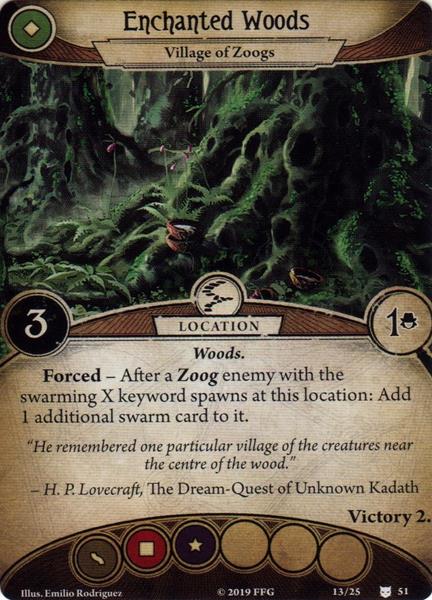 Enchanted Woods
Village of Zoogs
3
1
LOCATION
Woods.
Forced – After a Zoog enemy with the
swarming X keyword spawns at this location: Add
1 additional swarm card to it.
“He remembered one particular village of the creatures near
the centre of the wood.”
– H. P. Lovecraft, The Dream-Quest of Unknown Kadath
Victory 2.
Illus. Emilio Rodriguez
© 2019 FFG
13/25
51